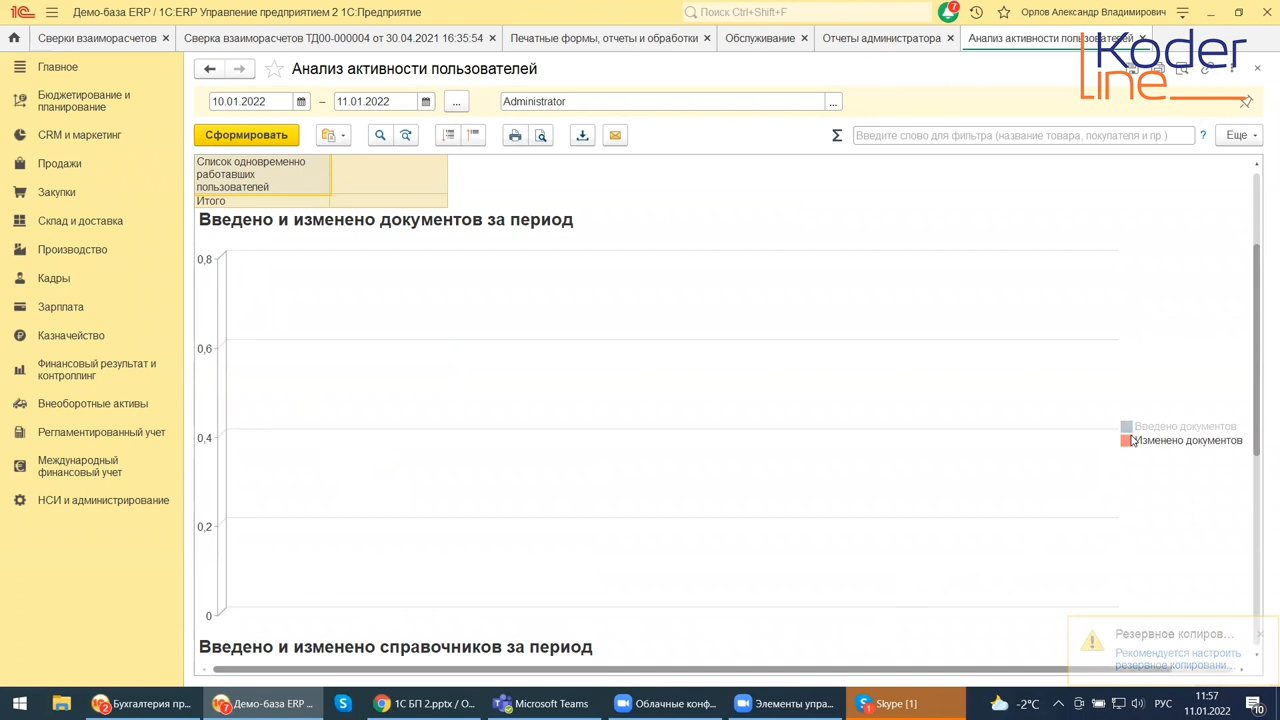 Демо-база ERP / 1С:ERP Управление предприятием 2 1С:Предприятие
Поиск Ctrl+Shift+F
7
Орлов Александр Владимирович
Сверки взаиморасчетов
Сверка взаиморасчетов ТД00-000004 от 30.04.2021 16:35:54
Печатные формы, отчеты и обработки
Обслуживание
Отчеты администратора
Анализ активности пользователей
Koder
line
Главное
Бюджетирование и
планирование
CRM и маркетинг
Продажи
Закупки
Склад и доставка
Производство
Кадры
Зарплата
Казначейство
Финансовый результат и
контроллинг
Внеоборотные активы
Регламентированный учет
Международный
финансовый учет
НСИ и администрирование
Анализ активности пользователей
10.01.2022 – 11.01.2022 ...
Administrator ...
Сформировать
Σ
Введите слово для фильтра (название товара, покупателя и пр.)
?
Еще
Список одновременно
работавших
пользователей
Итого
Введено и изменено документов за период
0,8
0,6
0,4
0,2
0
Введено документов
Изменено документов
Введено и изменено справочников за период
Резервное копиров...
Рекомендуется настроить
резервное копировани...
Бухгалтерия пр...
2
Демо-база ERP ...
7
1С БП 2.pptx / O...
Microsoft Teams
Облачные конф...
Элементы упра...
Skype [1]
-2°C
РУС
11:57
11.01.2022
10